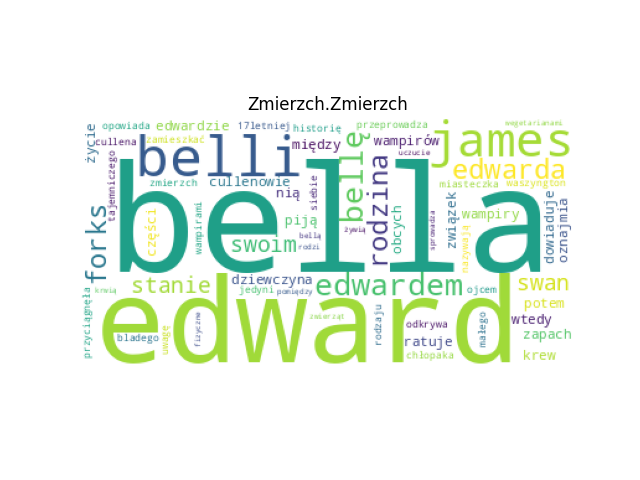 Zmierzch.Zmierzch
życie
opowiada
edwardzie
171etniej
historię
przeprowadza
wegetarianami
cullena
zamieszkać
belli
między
bellę
wampirów
james
uczucie
edwarda
tajemniczego
zmierzch
cullenowie
nią
siebie
rodzina
miasteczka
waszyngton
bella
forks
części
wampirami
swoim
piją
żywią
obcych
sprowadza
związek
wampiry
nazywają
dowiaduje
oznajmia
bellą
rodzi
stanie
dziewczyna
jedyni
pomiędzy
edwardem
ojcem
swan
potem
krwią
przyciągnęła
edward
zmierząt
bladego
uwagę
fizyczne
rodzaju
odkrywa
ratuje
chłopaka
małego
wtedy
zapach
krew